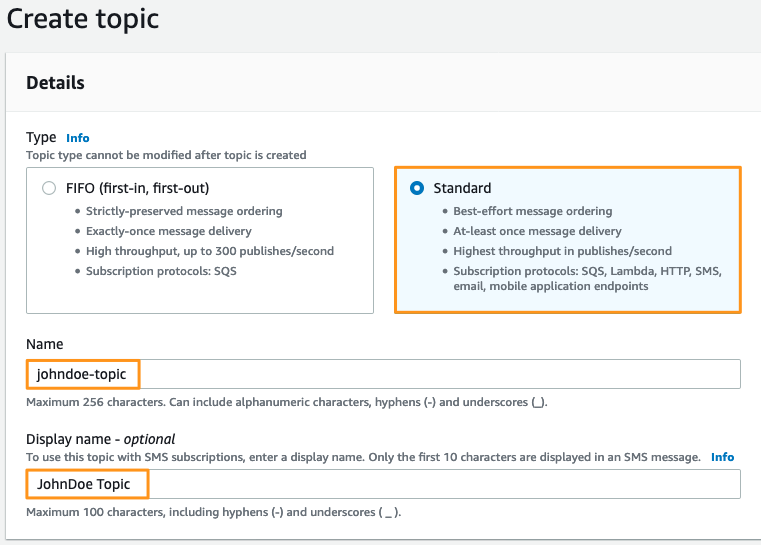 Create topic
Details
Type Info
Topic type cannot be modified after topic is created
FIFO (first-in, first-out)
• Strictly-preserved message ordering
• Exactly-once message delivery
• High throughput, up to 300 publishes/second
• Subscription protocols: SQS
Standard
• Best-effort message ordering
• At-least once message delivery
• Highest throughput in publishes/second
• Subscription protocols: SQS, Lambda, HTTP, SMS,
email, mobile application endpoints
Name
johndoe-topic
Maximum 256 characters. Can include alphanumeric characters, hyphens (-) and underscores (_).
Display name - optional
To use this topic with SMS subscriptions, enter a display name. Only the first 10 characters are displayed in an SMS message. Info
JohnDoe Topic
Maximum 100 characters, including hyphens (-) and underscores ( _ ).